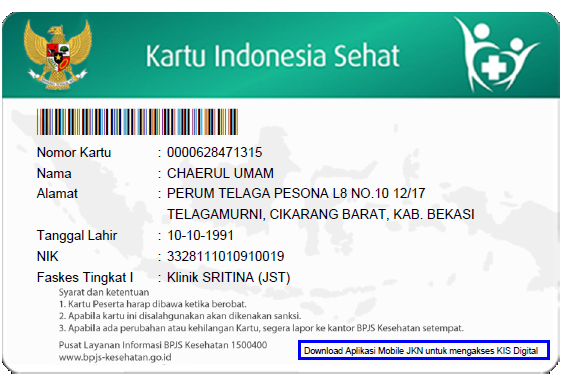 Kartu Indonesia Sehat
Nomor Kartu : 0000628471315
Nama : CHAERUL UMAM
Alamat : PERUM TELAGA PESONA L8 NO.10 12/17
TELAGAMURNI, CIKARANG BARAT, KAB. BEKASI
Tanggal Lahir : 10-10-1991
NIK : 3328111010910019
Faskes Tingkat I : Klinik SRITINA (JST)
Syarat dan ketentuan
1. Kartu Peserta harap dibawa ketika berobat.
2. Apabila kartu ini disalahgunakan akan dikenakan sanksi.
3. Apabila ada perubahan atau kehilangan Kartu, segera lapor ke kantor BPJS Kesehatan setempat.
Pusat Layanan Informasi BPJS Kesehatan 1500400
www.bpjs-kesehatan.go.id
Download Aplikasi Mobile JKN untuk mengakses KIS Digital